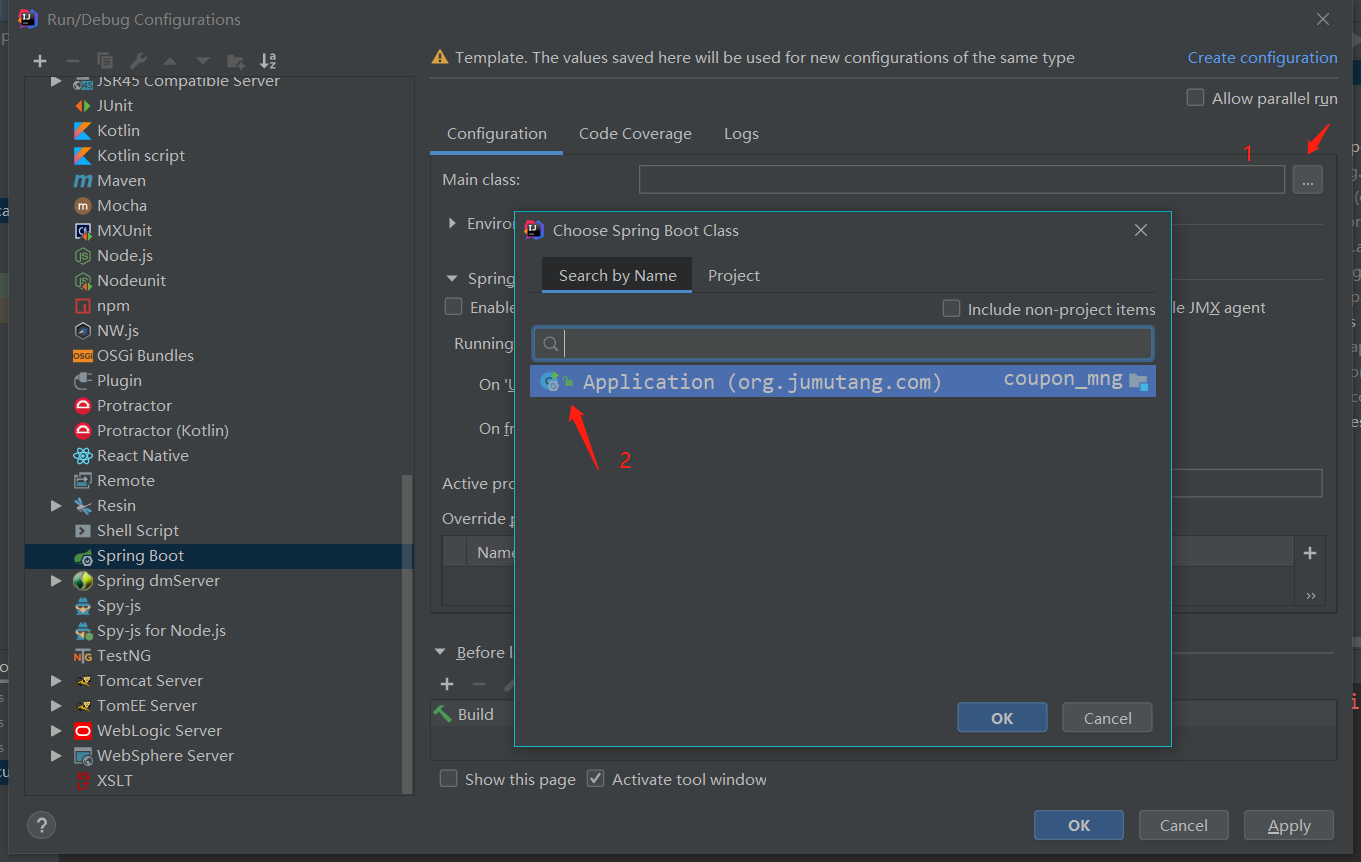 Run/Debug Configurations
JSR45 Compatible Server
JUnit
Kotlin
Kotlin script
Maven
Mocha
MXUnit
Node.js
Nodeunit
npm
NW.js
OSGi Bundles
Plugin
Protractor
Protractor (Kotlin)
React Native
Remote
Resin
Shell Script
Spring Boot
Spring dmServer
Spy-js
Spy-js for Node.js
TestNG
Tomcat Server
TomEE Server
WebLogic Server
WebSphere Server
XSLT
Template. The values saved here will be used for new configurations of the same type
Create configuration
Allow parallel run
Configuration Code Coverage Logs
1
Main class:
...
Enviro
Spring
Enable
le JMX agent
Running
On 'U
On fr
Active pro
Override p
Name
Before l
Build
Show this page
Activate tool window
Choose Spring Boot Class
Search by Name Project
Include non-project items
Application (org.jumutang.com) coupon_mng
2
OK Cancel
? OK Cancel Apply